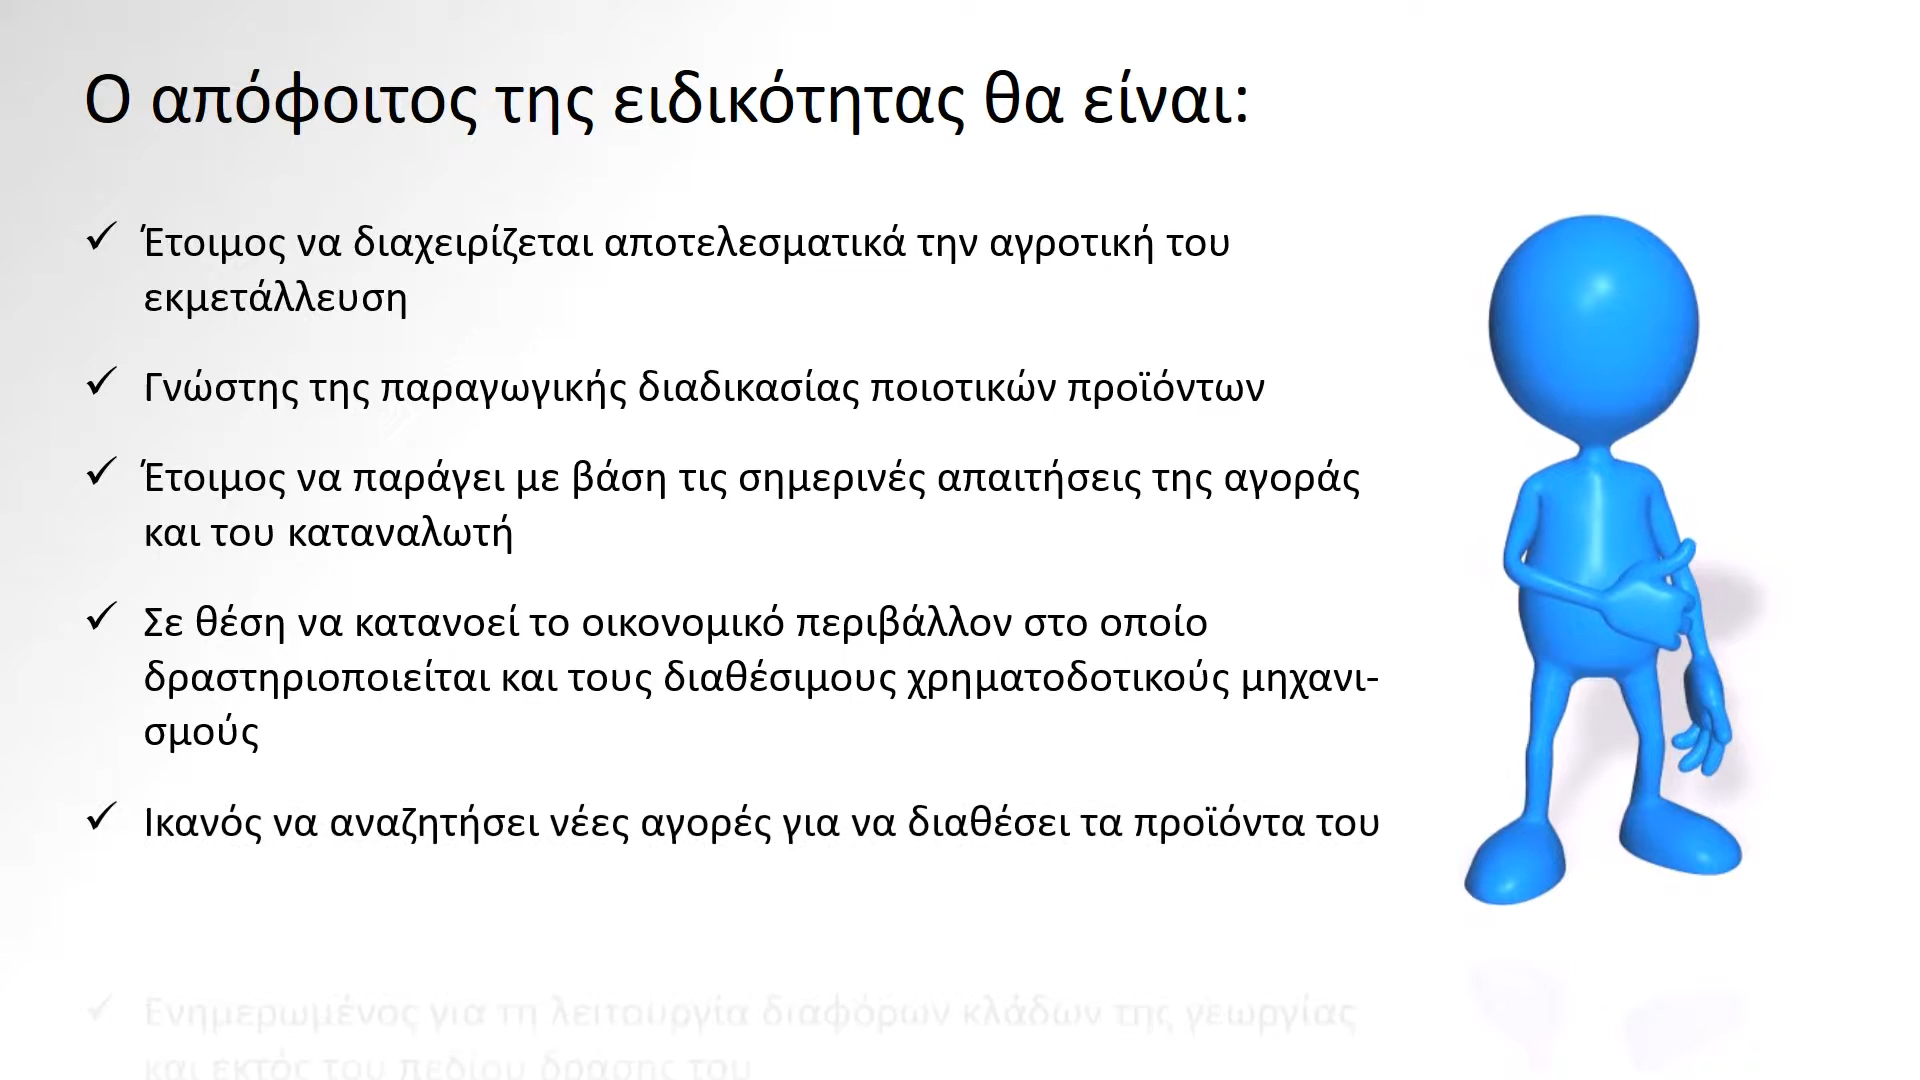 Ο απόφοιτος της ειδικότητας θα είναι:
✓ Έτοιμος να διαχειρίζεται αποτελεσματικά την αγροτική του
εκμετάλλευση
✓ Γνώστης της παραγωγικής διαδικασίας ποιοτικών προϊόντων
✓ Έτοιμος να παράγει με βάση τις σημερινές απαιτήσεις της αγοράς
και του καταναλωτή
✓ Σε θέση να κατανοεί το οικονομικό περιβάλλον στο οποίο
δραστηριοποιείται και τους διαθέσιμους χρηματοδοτικούς μηχανι-
σμούς
✓ Ικανός να αναζητήσει νέες αγορές για να διαθέσει τα προϊόντα του
✓ Ενημερωμένος για τη λειτουργία διαφόρων κλάδων της γεωργίας
και εκτός του πεδίου δράσης του